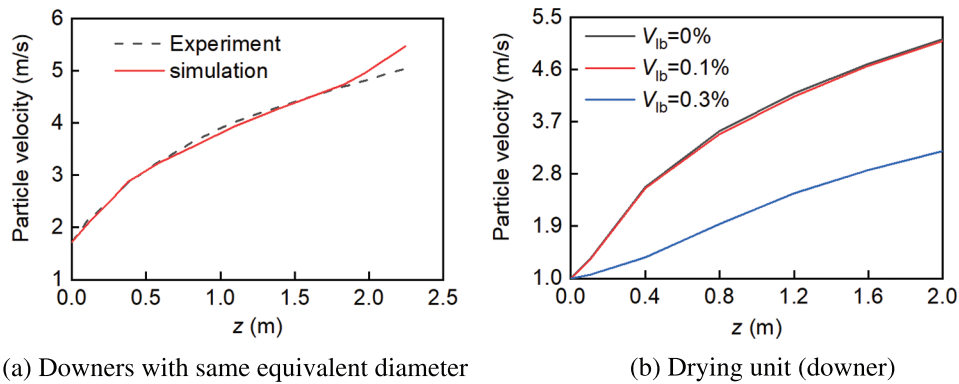 6
5
4
3
2
1
Particle velocity (m/s)
Experiment
simulation
0.0 0.5 1.0 1.5 2.0 2.5
z (m)
(a) Downers with same equivalent diameter
5.5
4.6
3.7
2.8
1.9
1.0
Particle velocity (m/s)
V_lb=0%
V_lb=0.1%
V_lb=0.3%
0.0 0.4 0.8 1.2 1.6 2.0
z (m)
(b) Drying unit (downer)